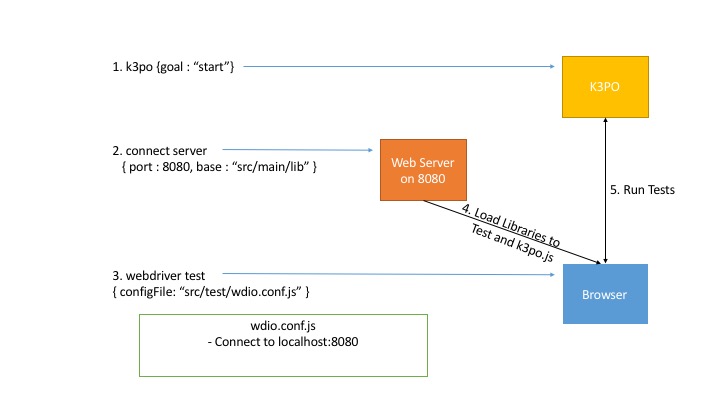 1. k3po {goal : “start”}
K3PO
2. connect server
{ port : 8080, base : “src/main/lib” }
Web Server
on 8080
5. Run Tests
4. Load Libraries to
Test and k3po.js
3. webdriver test
{ configFile: “src/test/wdio.conf.js” }
Browser
wdio.conf.js
- Connect to localhost:8080